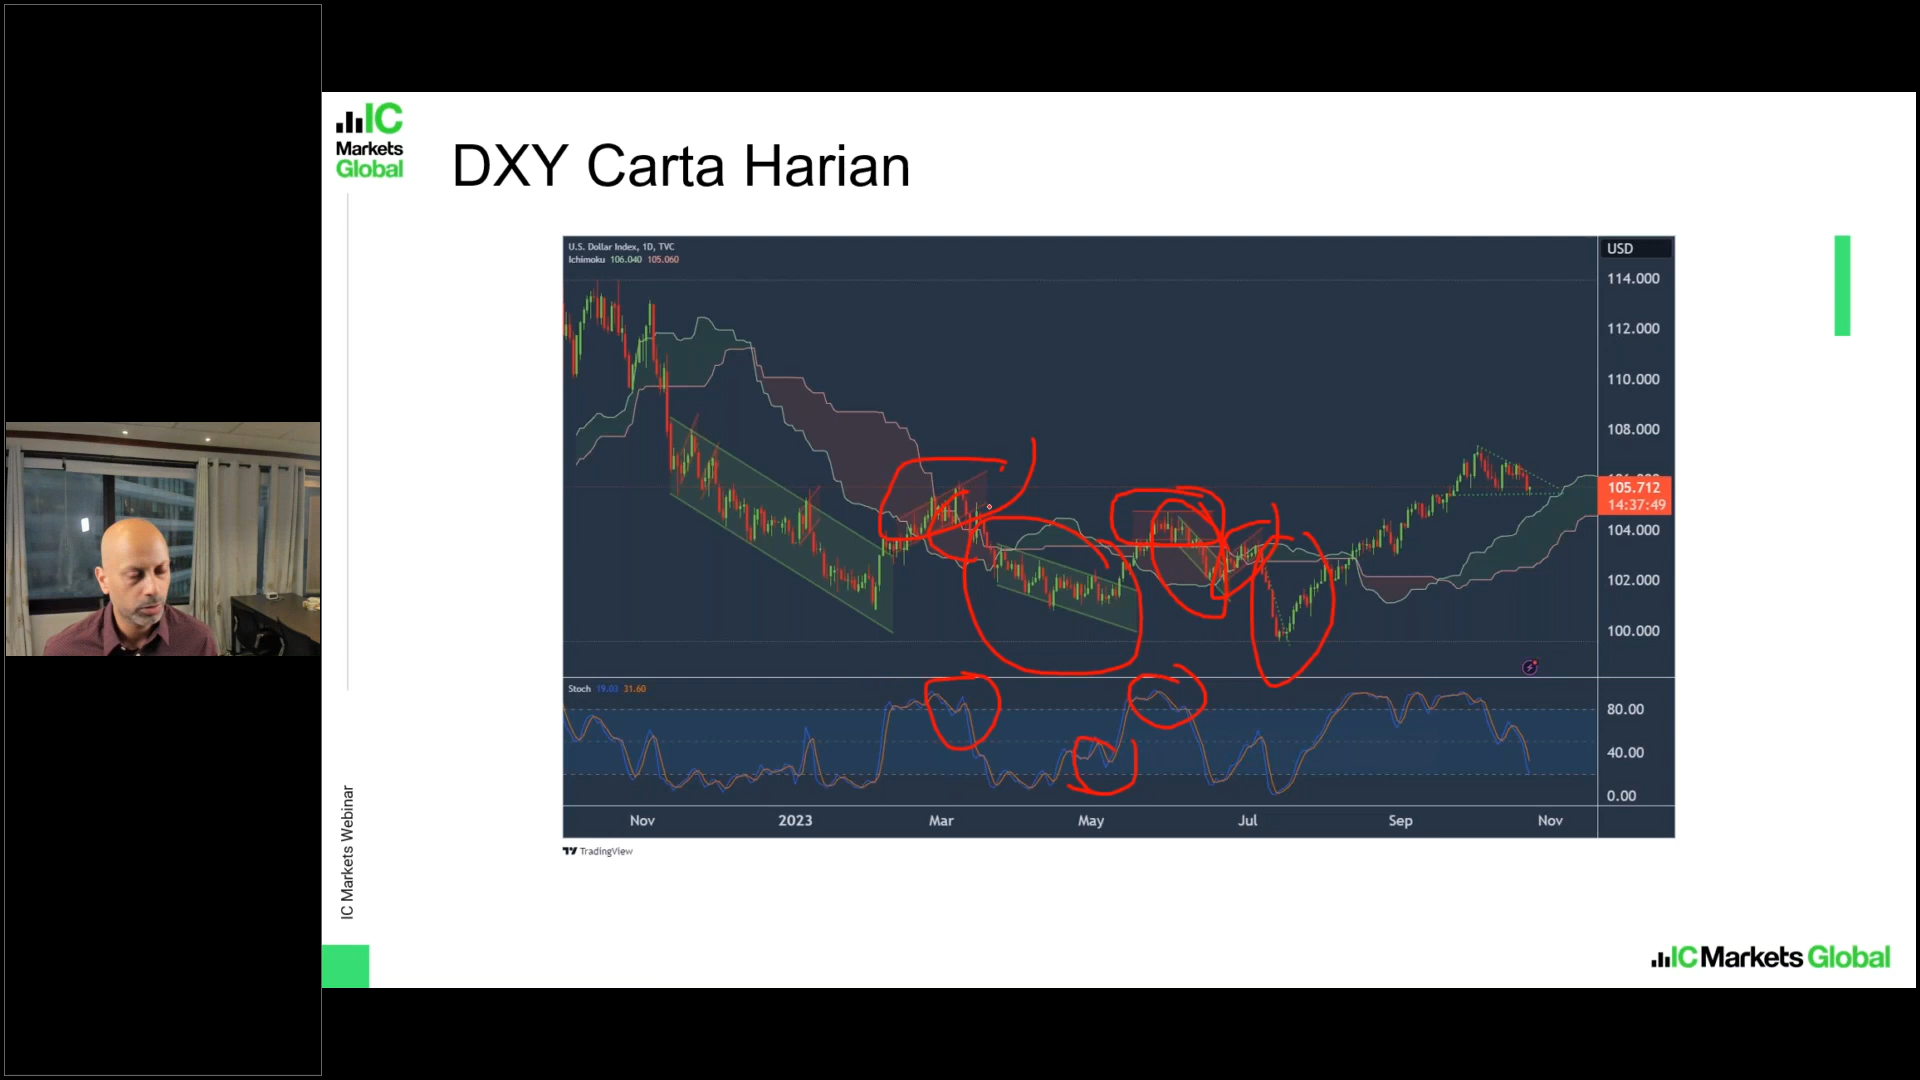 IC
Markets
Global
DXY Carta Harian
U.S. Dollar Index, 1D, TVC
Ichimoku 106.040 105.060
USD
114.000
112.000
110.000
108.000
105.712
14:37:49
104.000
102.000
100.000
Stoch 19.03 31.60
80.00
40.00
0.00
Nov 2023 Mar May Jul Sep Nov
TradingView
IC Markets Webinar
IC Markets Global